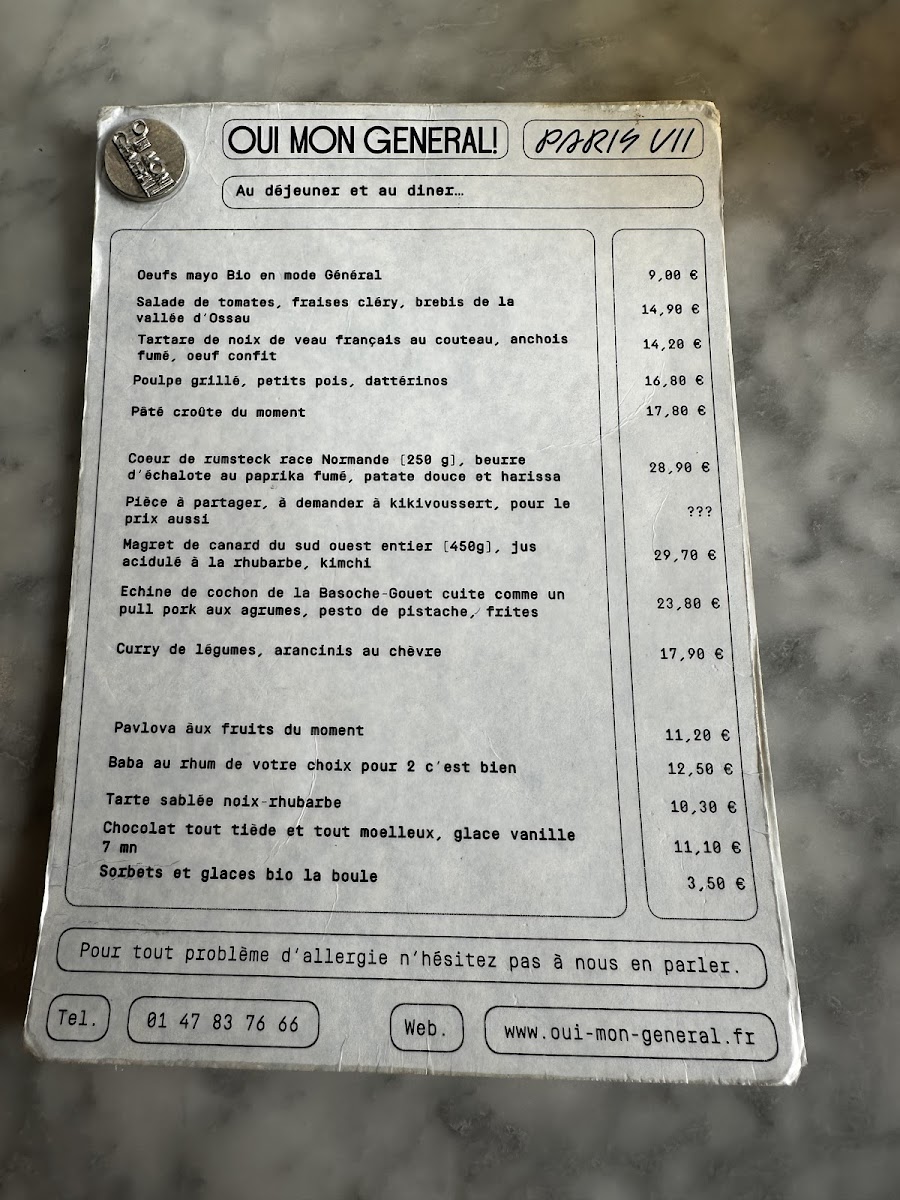 OUI MON GENERAL!
OUI MON GENERAL! PARIS VII
Au déjeuner et au diner…
Oeufs mayo Bio en mode Général 9,00 €
Salade de tomates, fraises cléry, brebis de la
vallée d'Ossau 14,90 €
Tartare de noix de veau français au couteau, anchois
fumé, oeuf confit 14,20 €
Poulpe grillé, petits pois, dattérinos 16,80 €
Pâté croûte du moment 17,80 €
Coeur de rumsteck race Normande [250 g], beurre
d'échalote au paprika fumé, patate douce et harissa 28,90 €
Pièce à partager, à demander à kikivoussert, pour le
prix aussi ???
Magret de canard du sud ouest entier [450g], jus
acidulé à la rhubarbe, kimchi 29,70 €
Echine de cochon de la Basoche-Gouet cuite comme un
pull pork aux agrumes, pesto de pistache, frites 23,80 €
Curry de légumes, arancinis au chèvre 17,90 €
Pavlova äux fruits du moment 11,20 €
Baba au rhum de votre choix pour 2 c'est bien 12,50 €
Tarte sablée noix-rhubarbe 10,30 €
Chocolat tout tiède et tout moelleux, glace vanille
7 mn 11,10 €
Sorbets et glaces bio la boule 3,50 €
Pour tout problème d'allergie n'hésitez pas à nous en parler.
Tel. 01 47 83 76 66 Web. www.oui-mon-general.fr